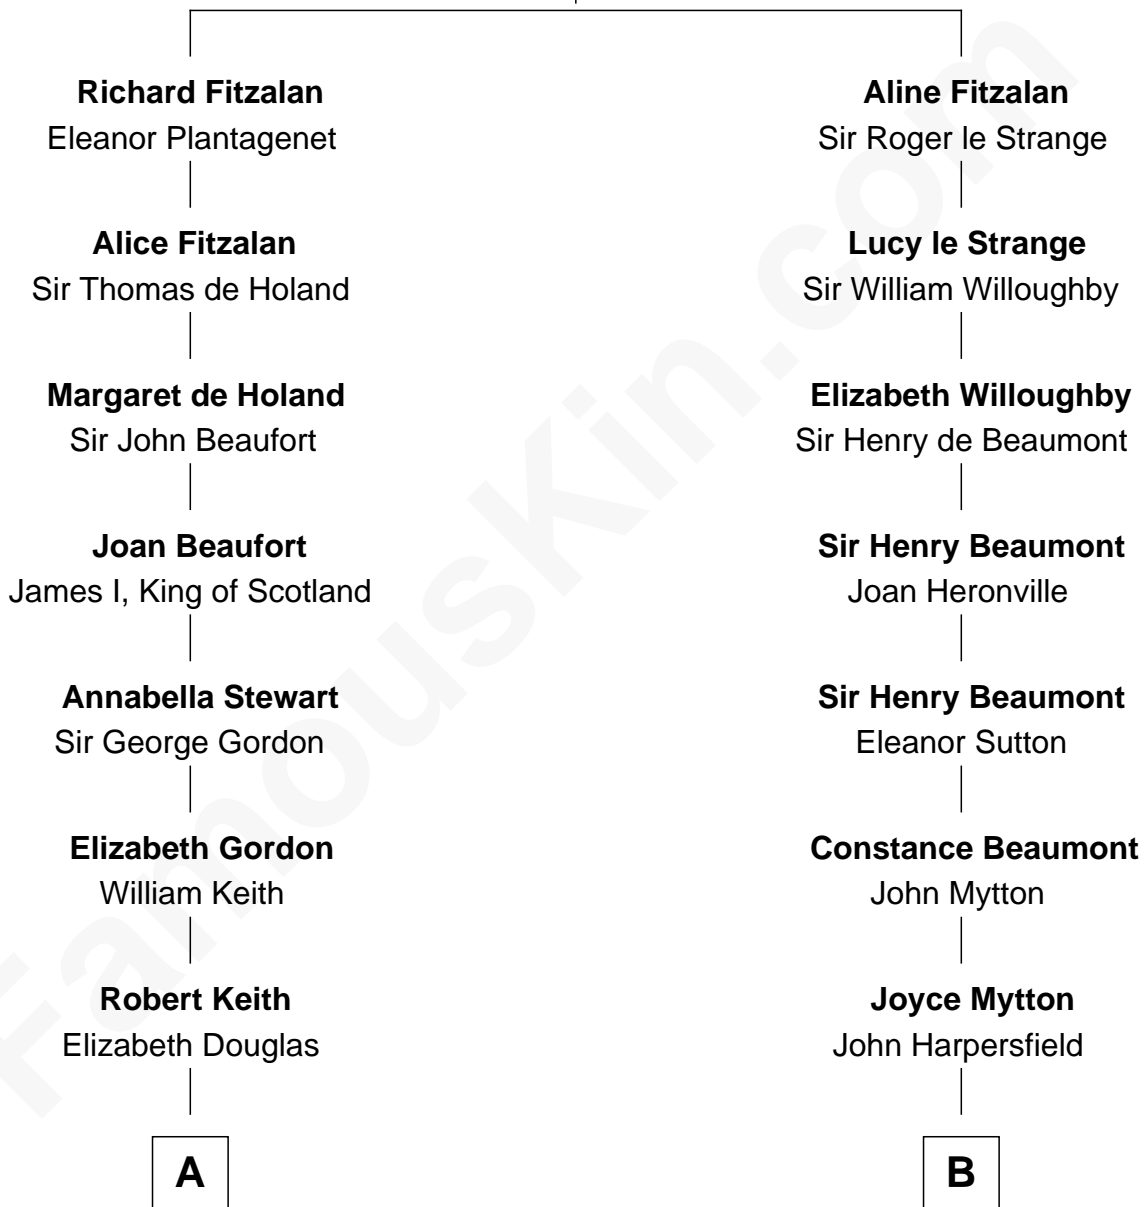 Richard Fitzalan
Eleanor Plantagenet
Alice Fitzalan
Sir Thomas de Holand
Margaret de Holand
Sir John Beaufort
Joan Beaufort
James I, King of Scotland
Annabella Stewart
Sir George Gordon
Elizabeth Gordon
William Keith
Robert Keith
Elizabeth Douglas
A
Aline Fitzalan
Sir Roger le Strange
Lucy le Strange
Sir William Willoughby
Elizabeth Willoughby
Sir Henry de Beaumont
Sir Henry Beaumont
Joan Heronville
Sir Henry Beaumont
Eleanor Sutton
Constance Beaumont
John Mytton
Joyce Mytton
John Harpersfield
B
FamousKin.com